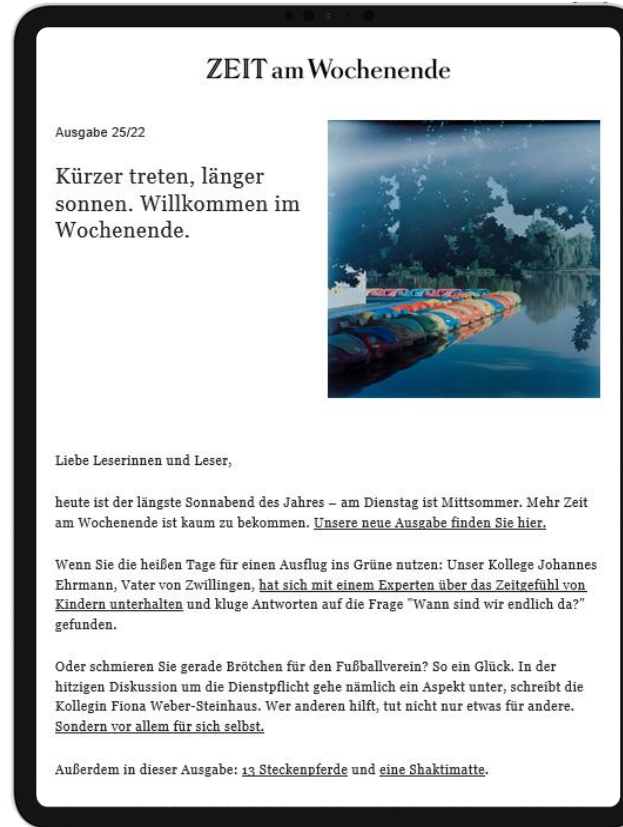 ZEIT am Wochenende
Ausgabe 25/22
Kürzer treten, länger
sonnen. Willkommen im
Wochenende.
Liebe Leserinnen und Leser,
heute ist der längste Sonnabend des Jahres – am Dienstag ist Mittsommer. Mehr Zeit
am Wochenende ist kaum zu bekommen. Unsere neue Ausgabe finden Sie hier.
Wenn Sie die heißen Tage für einen Ausflug ins Grüne nutzen: Unser Kollege Johannes
Ehrmann, Vater von Zwillingen, hat sich mit einem Experten über das Zeitgefühl von
Kindern unterhalten und kluge Antworten auf die Frage "Wann sind wir endlich da?"
gefunden.
Oder schmieren Sie gerade Brötchen für den Fußballverein? So ein Glück. In der
hitzigen Diskussion um die Dienstpflicht gehe nämlich ein Aspekt unter, schreibt die
Kollegin Fiona Weber-Steinhaus. Wer anderen hilft, tut nicht nur etwas für andere.
Sondern vor allem für sich selbst.
Außerdem in dieser Ausgabe: 13 Steckenpferde und eine Shaktimatte.